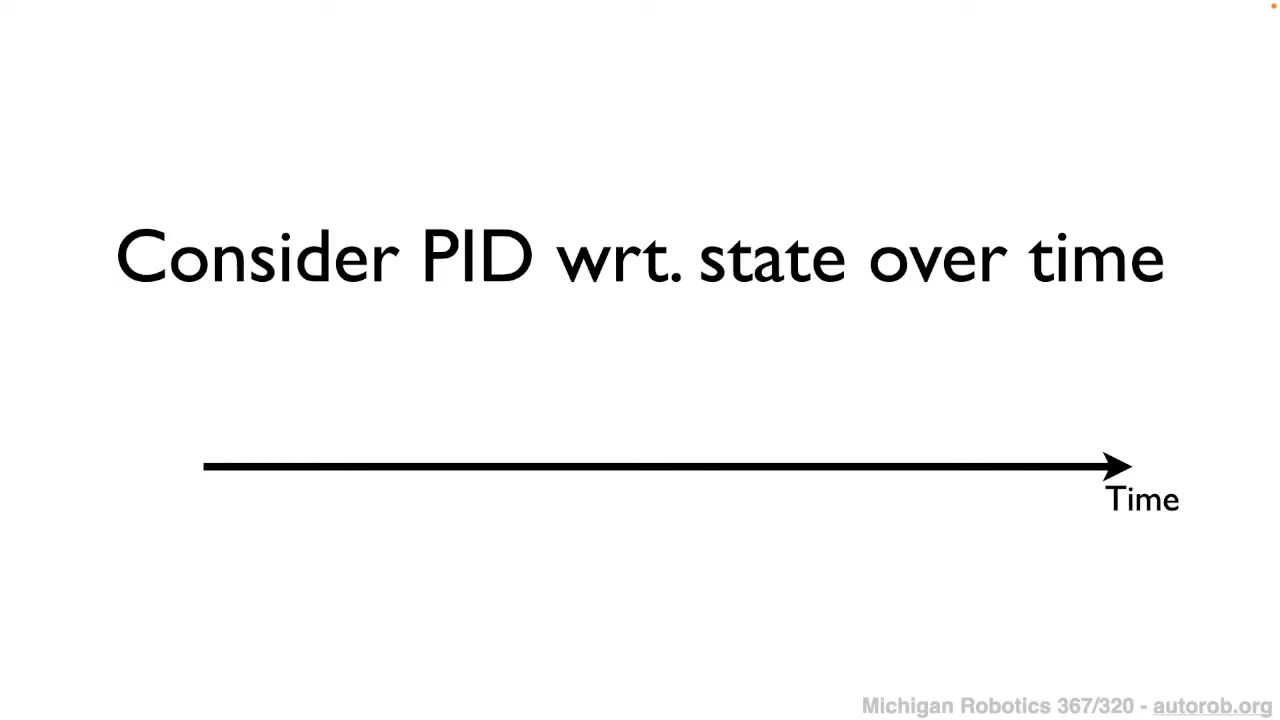 Consider PID wrt. state over time
Time
Michigan Robotics 367/320 - autorob.org